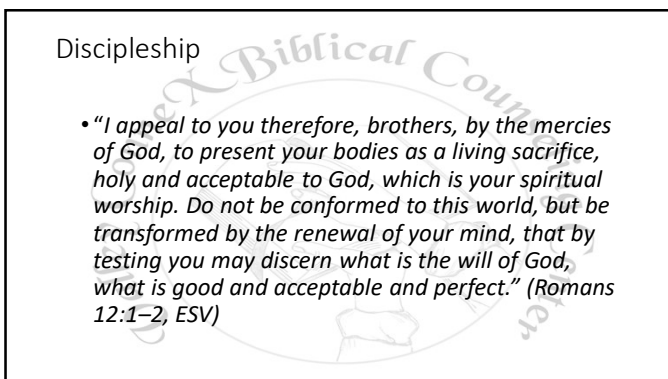 Discipleship
• “I appeal to you therefore, brothers, by the mercies
of God, to present your bodies as a living sacrifice,
holy and acceptable to God, which is your spiritual
worship. Do not be conformed to this world, but be
transformed by the renewal of your mind, that by
testing you may discern what is the will of God,
what is good and acceptable and perfect.” (Romans
12:1–2, ESV)
Biblical